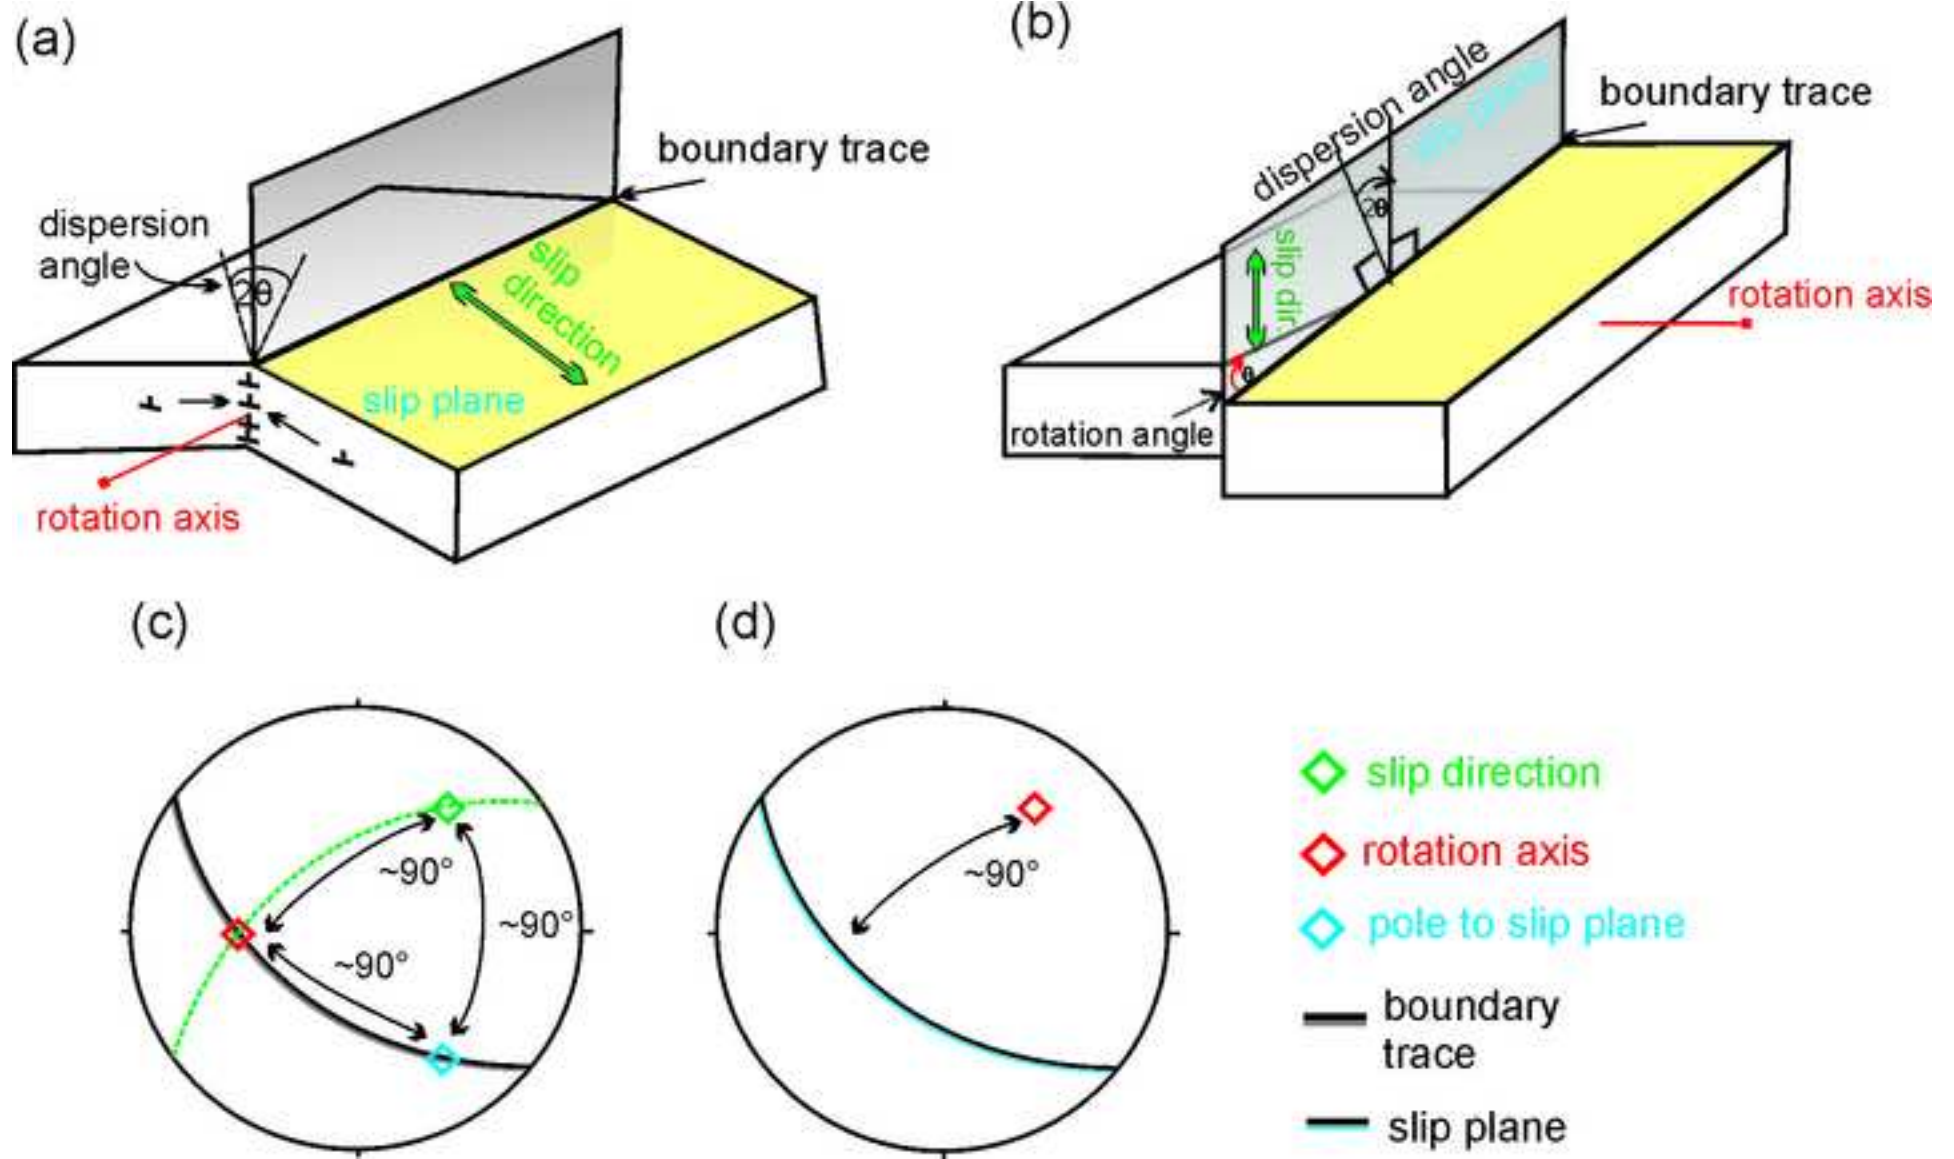 (a)
boundary trace
dispersion
angle
2θ
slip
direction
slip plane
rotation axis
(b)
dispersion angle
slip plane
boundary trace
2θ
slip dir
rotation axis
θ
rotation angle
(c)
~90°
~90°
~90°
(d)
~90°
slip direction
rotation axis
pole to slip plane
boundary
trace
slip plane